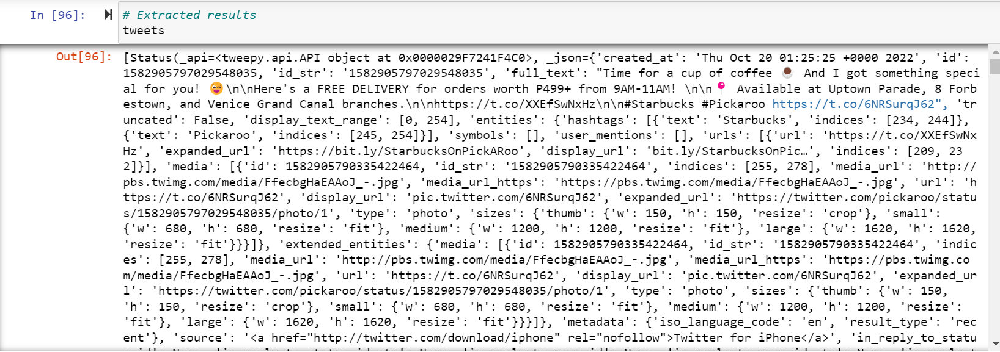 In [96]:
# Extracted results
tweets
Out[96]:
[Status(_api=<tweepy.api.API object at 0x0000029F7241F4C0>, _json={'created_at': 'Thu Oct 20 01:25:25 +0000 2022', 'id':
1582905797029548035, 'id_str': '1582905797029548035', 'full_text': "Time for a cup of coffee ☕ And I got something speci
al for you! 😉\n\nHere's a FREE DELIVERY for orders worth P499+ from 9AM-11AM! \n\n📍 Available at Uptown Parade, 8 Forb
estown, and Venice Grand Canal branches.\n\nhttps://t.co/XXEfSwNxHz\n\n#Starbucks #Pickaroo https://t.co/6NRSurqJ62", 'tr
uncated': False, 'display_text_range': [0, 254], 'entities': {'hashtags': [{'text': 'Starbucks', 'indices': [234, 244]},
{'text': 'Pickaroo', 'indices': [245, 254]}], 'symbols': [], 'user_mentions': [], 'urls': [{'url': 'https://t.co/XXEfSwNx
Hz', 'expanded_url': 'https://bit.ly/StarbucksOnPickARoo', 'display_url': 'bit.ly/StarbucksOnPic…', 'indices': [209, 23
2]}], 'media': [{'id': 1582905790335422464, 'id_str': '1582905790335422464', 'indices': [255, 278], 'media_url': 'http://
pbs.twimg.com/media/FfecbgHaEAAoJ_-.jpg', 'media_url_https': 'https://pbs.twimg.com/media/FfecbgHaEAAoJ_-.jpg', 'url': 'h
ttps://t.co/6NRSurqJ62', 'display_url': 'pic.twitter.com/6NRSurqJ62', 'expanded_url': 'https://twitter.com/pickaroo/statu
s/1582905797029548035/photo/1', 'type': 'photo', 'sizes': {'thumb': {'w': 150, 'h': 150, 'resize': 'crop'}, 'small':
{'w': 680, 'h': 680, 'resize': 'fit'}, 'medium': {'w': 1200, 'h': 1200, 'resize': 'fit'}, 'large': {'w': 1620, 'h': 1620,
'resize': 'fit'}}}]}, 'extended_entities': {'media': [{'id': 1582905790335422464, 'id_str': '1582905790335422464', 'indic
es': [255, 278], 'media_url': 'http://pbs.twimg.com/media/FfecbgHaEAAoJ_-.jpg', 'media_url_https': 'https://pbs.twimg.co
m/media/FfecbgHaEAAoJ_-.jpg', 'url': 'https://t.co/6NRSurqJ62', 'display_url': 'pic.twitter.com/6NRSurqJ62', 'expanded_ur
l': 'https://twitter.com/pickaroo/status/1582905797029548035/photo/1', 'type': 'photo', 'sizes': {'thumb': {'w': 150,
'h': 150, 'resize': 'crop'}, 'small': {'w': 680, 'h': 680, 'resize': 'fit'}, 'medium': {'w': 1200, 'h': 1200, 'resize':
'fit'}, 'large': {'w': 1620, 'h': 1620, 'resize': 'fit'}}}]}, 'metadata': {'iso_language_code': 'en', 'result_type': 'rec
ent'}, 'source': '<a href="http://twitter.com/download/iphone" rel="nofollow">Twitter for iPhone</a>', 'in_reply_to_statu